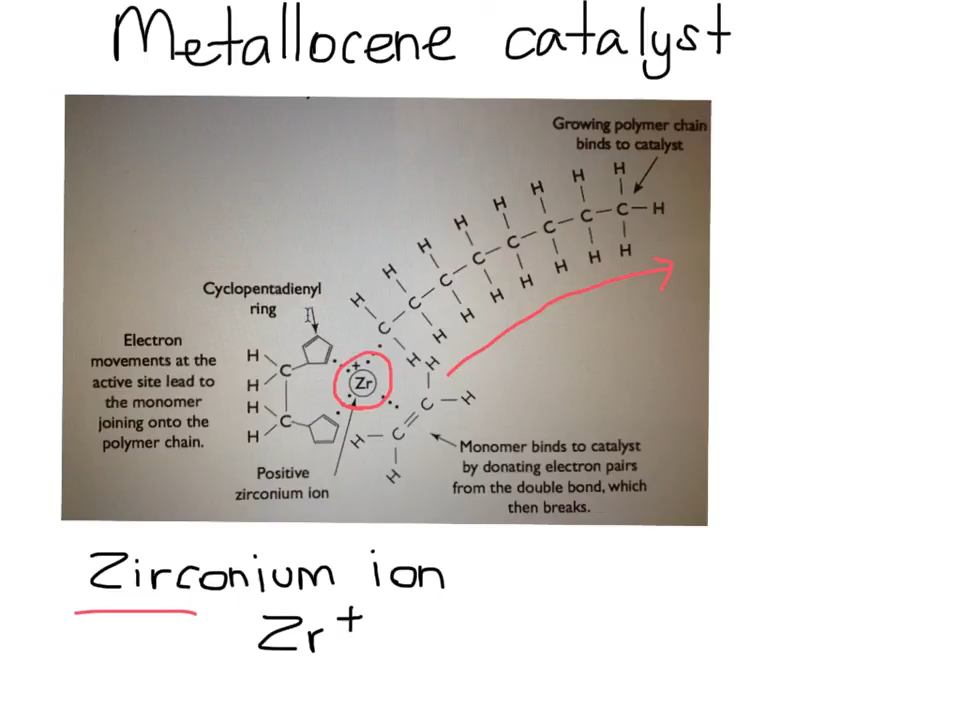 Metallocene catalyst
Growing polymer chain
binds to catalyst
H
H H
H C — H
H C
H C H
H C H
H C H
H C H
Cyclopentadienyl
ring
H C H
C H
Electron
movements at the
active site lead to
the monomer
joining onto the
polymer chain.
H
C
H
H
C
H
+
Zr
H H
C — H
H — C
H
Monomer binds to catalyst
by donating electron pairs
from the double bond, which
then breaks.
Positive
zirconium ion
Zirconium ion
Zr+